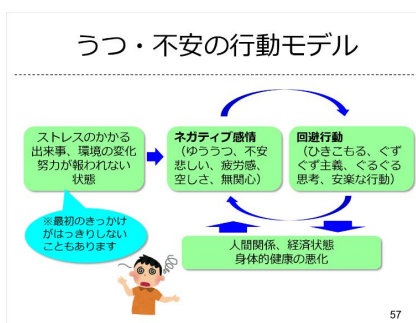 うつ・不安の行動モデル
ストレスのかかる
出来事、環境の変化
努力が報われない
状態
ネガティブ感情
（ゆううつ、不安
悲しい、疲労感、
空しさ、無関心）
回避行動
（ひきこもる、ぐず
ぐず主義、ぐるぐる
思考、安楽な行動）
※最初のきっかけ
がはっきりしない
こともあります
人間関係、経済状態
身体的健康の悪化
57